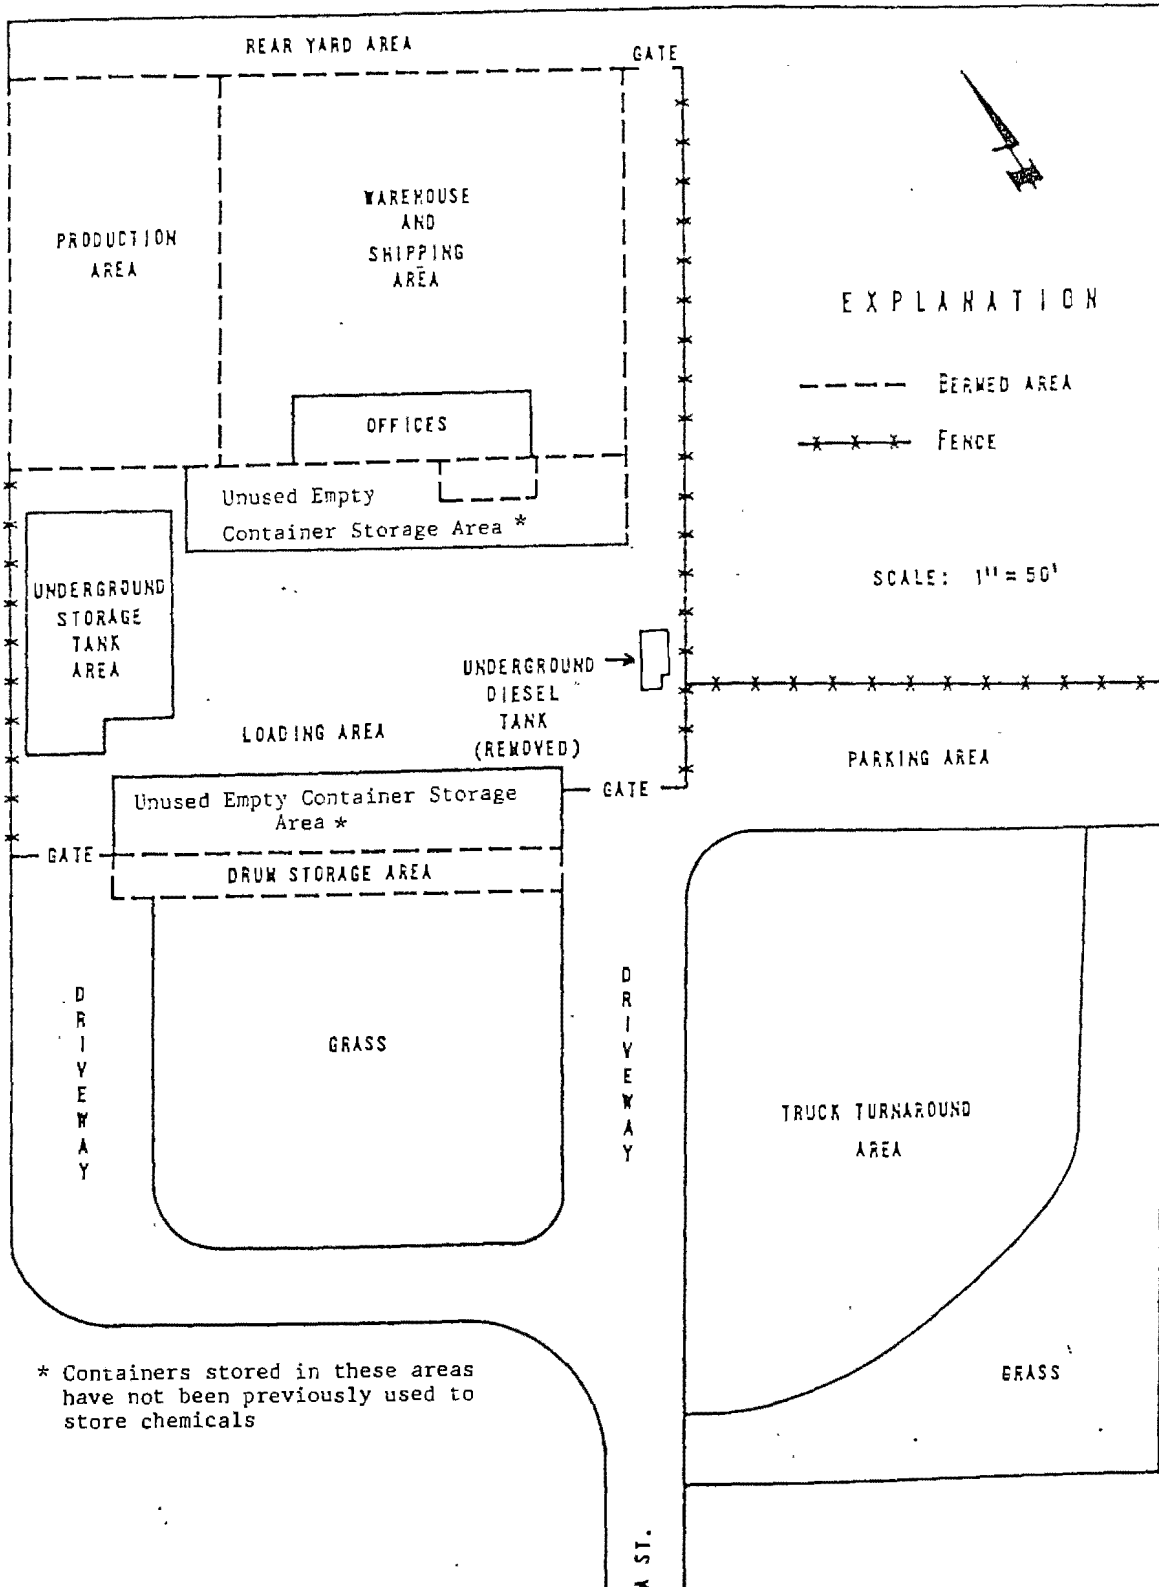 REAR YARD AREA
GATE
PRODUCTION
AREA
WAREHOUSE
AND
SHIPPING
AREA
N
EXPLANATION
BERMED AREA
FENCE
OFFICES
Unused Empty
Container Storage Area *
SCALE: 1" = 50'
UNDERGROUND
STORAGE
TANK
AREA
UNDERGROUND
DIESEL
TANK
(REMOVED)
LOADING AREA
PARKING AREA
GATE
Unused Empty Container Storage
Area *
GATE
DRUM STORAGE AREA
DRIVEWAY
GRASS
DRIVEWAY
TRUCK TURNAROUND
AREA
GRASS
* Containers stored in these areas
have not been previously used to
store chemicals
ST.